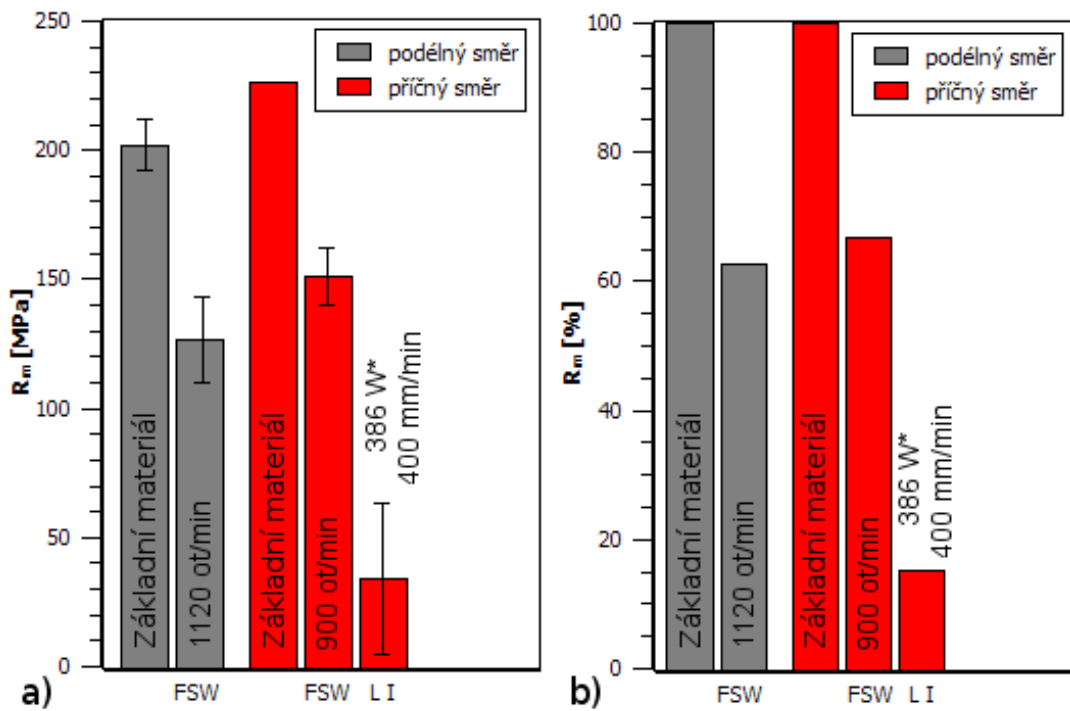 250
200
150
100
50
0
R_m [MPa]
podélný směr
příčný směr
Základní materiál
1120 ot/min
Základní materiál
900 ot/min
386 W*
400 mm/min
FSW
FSW
L I
a)
100
80
60
40
20
0
R_m [%]
podélný směr
příčný směr
Základní materiál
1120 ot/min
Základní materiál
900 ot/min
386 W*
400 mm/min
FSW
FSW
L I
b)